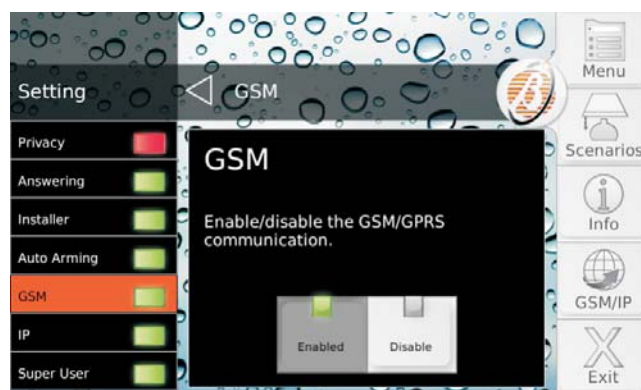 Setting
GSM
Privacy
Answering
Installer
Auto Arming
GSM
IP
Super User
GSM
Enable/disable the GSM/GPRS
communication.
Enabled
Disable
Menu
Scenarios
Info
GSM/IP
Exit